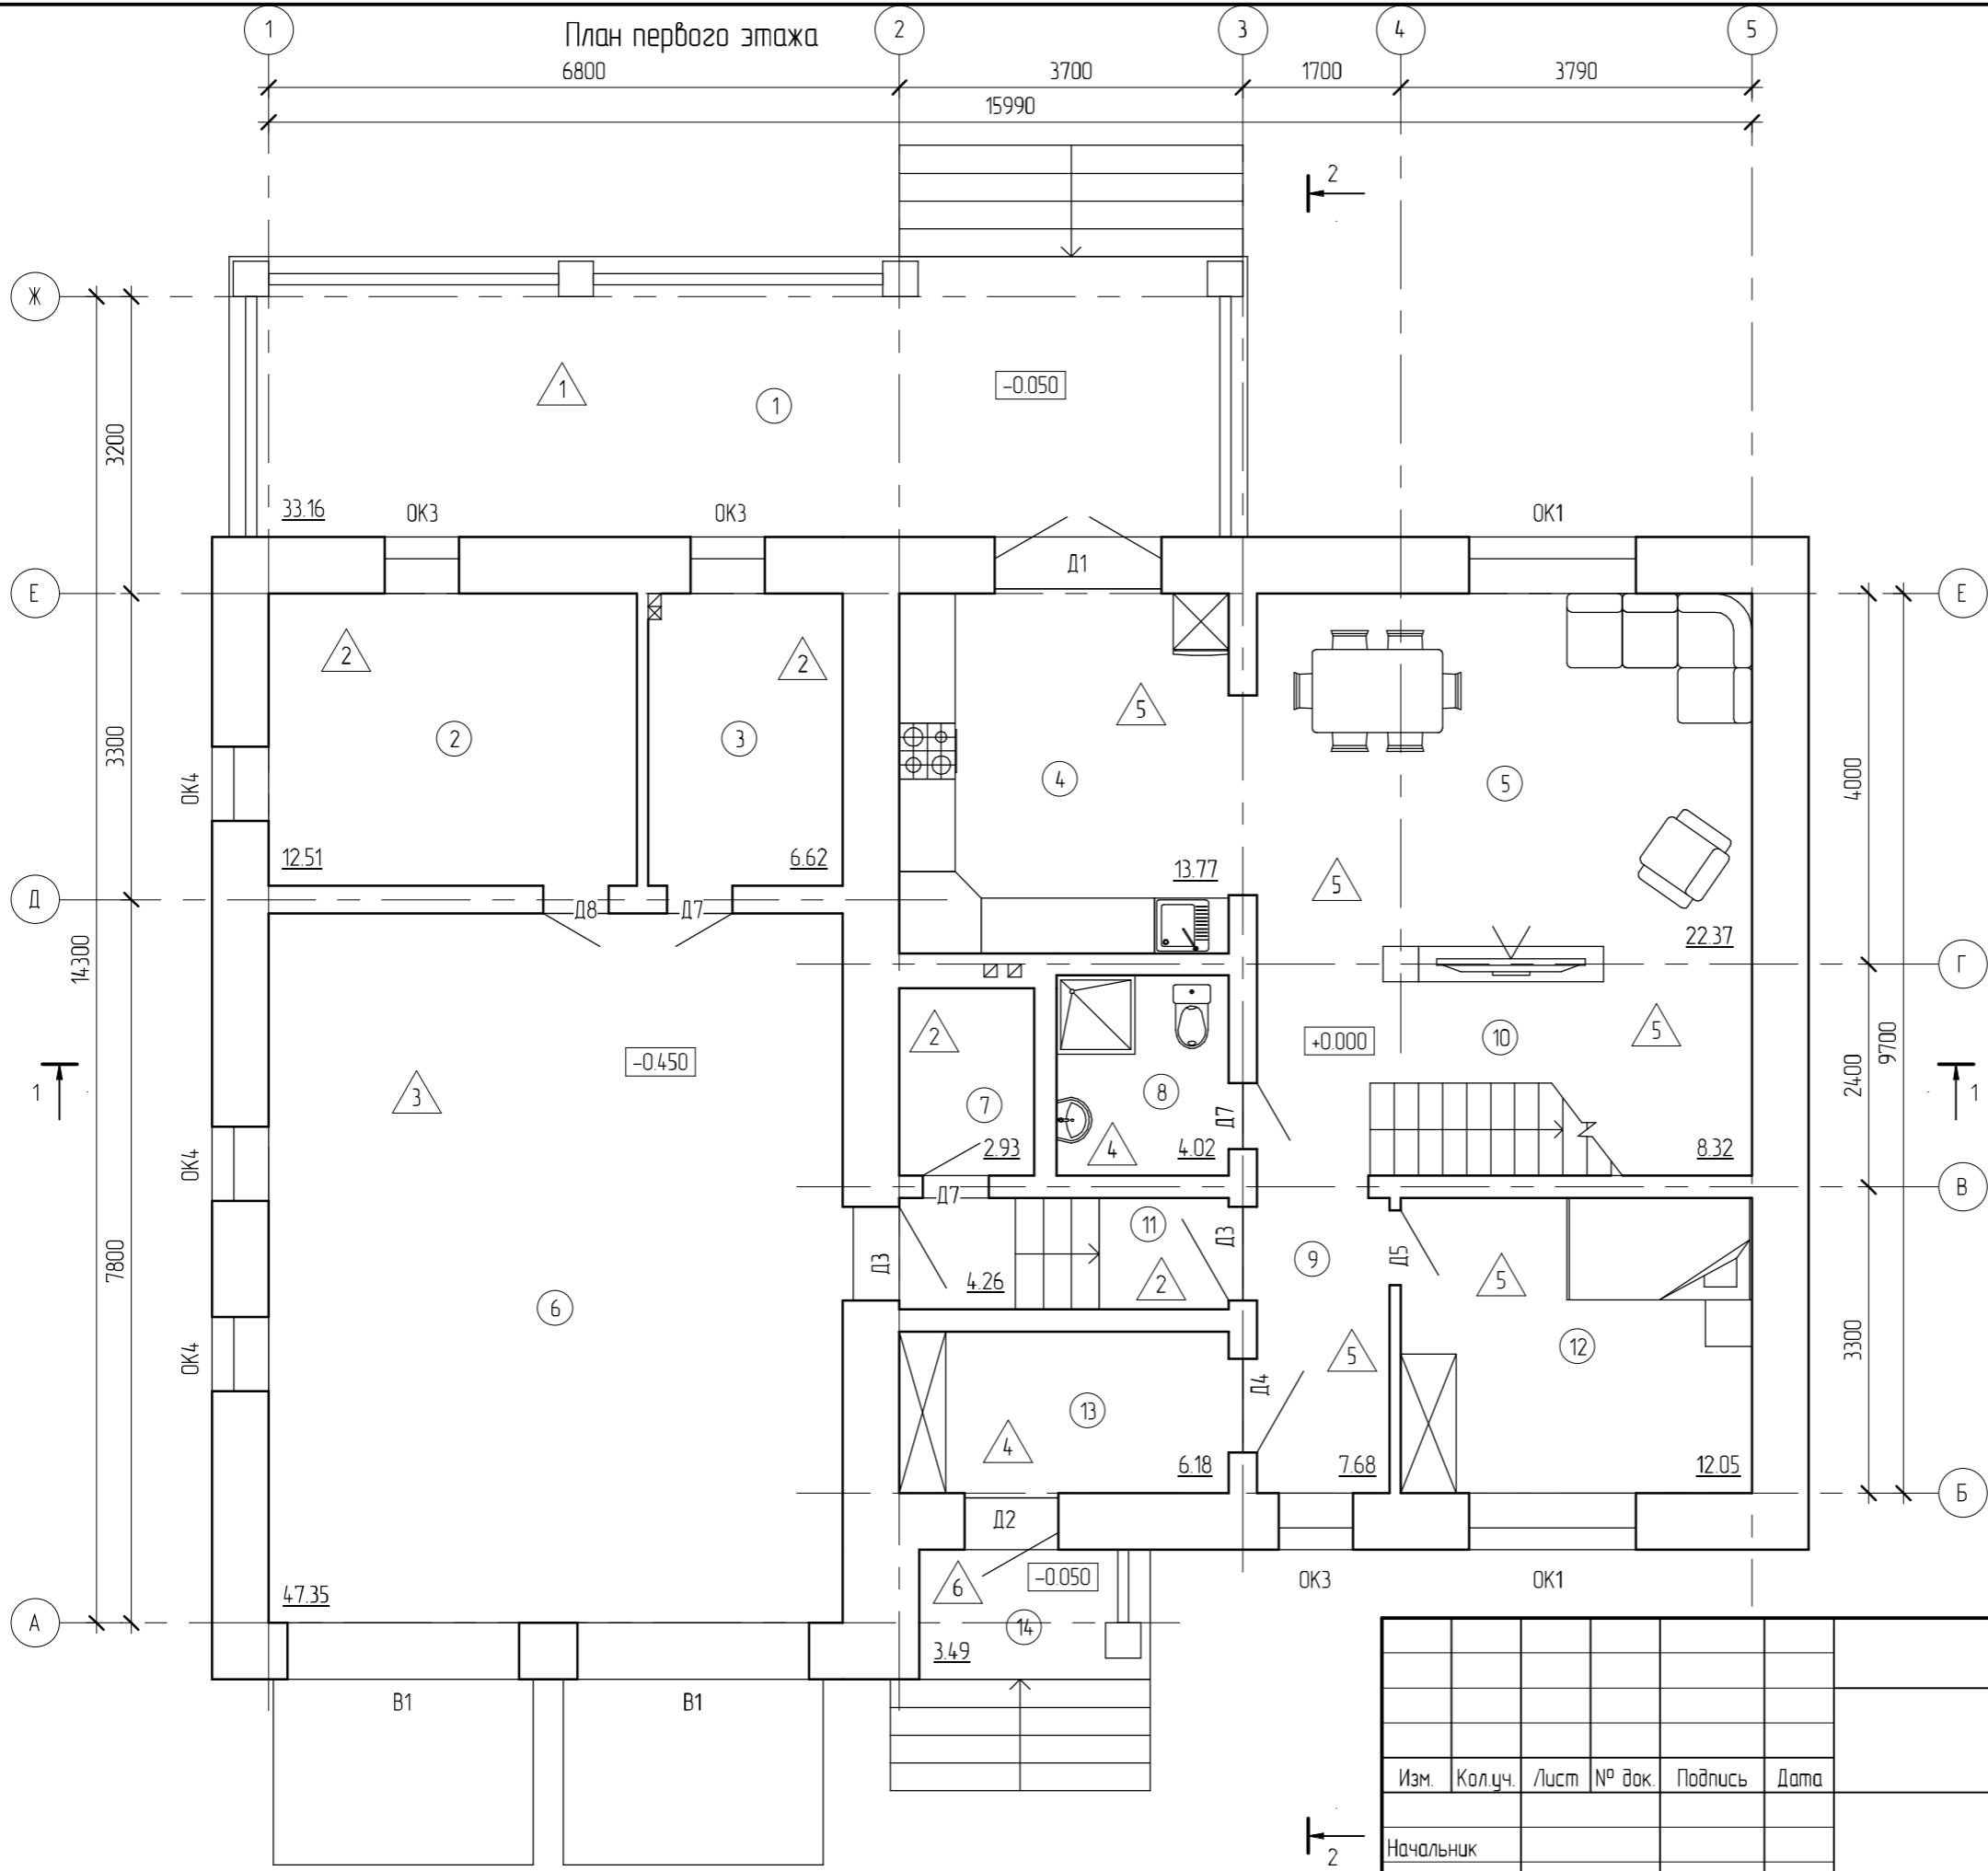 1
План первого этажа
2
3
4
5
6800
3700
1700
3790
15990
2
Ж
1
1
-0.050
3200
33.16
ОК3
ОК3
ОК1
Д1
Е
Е
2
2
5
2
3
4
5
3300
ОК4
4000
12.51
6.62
13.77
5
Д
Д8
Д7
22.37
14300
Г
Г
2
+0.000
10
5
-0.450
9700
1
3
7
8
2400
1
Д7
ОК4
2.93
4
4.02
8.32
Д7
В
11
Д3
9
Д5
7800
Д3
4.26
2
5
6
5
12
3300
ОК4
Д4
13
4
6.18
7.68
12.05
Б
Д2
6
-0.050
ОК3
ОК1
47.35
А
14
3.49
В1
В1
Изм. Кол.уч. Лист № док. Подпись Дата
Начальник
2